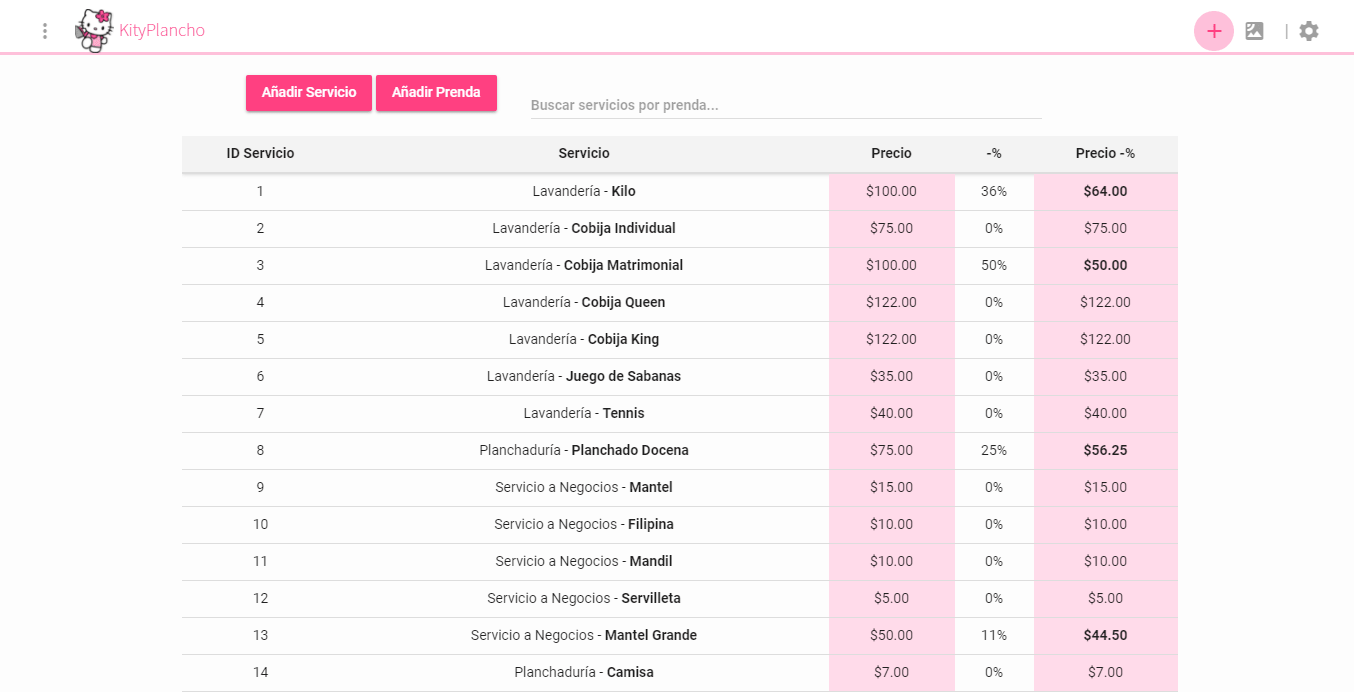 KityPlancho
Añadir Servicio Añadir Prenda Buscar servicios por prenda...
ID Servicio Servicio Precio -% Precio -%
1 Lavandería - Kilo $100.00 36% $64.00
2 Lavandería - Cobija Individual $75.00 0% $75.00
3 Lavandería - Cobija Matrimonial $100.00 50% $50.00
4 Lavandería - Cobija Queen $122.00 0% $122.00
5 Lavandería - Cobija King $122.00 0% $122.00
6 Lavandería - Juego de Sabanas $35.00 0% $35.00
7 Lavandería - Tennis $40.00 0% $40.00
8 Planchaduría - Planchado Docena $75.00 25% $56.25
9 Servicio a Negocios - Mantel $15.00 0% $15.00
10 Servicio a Negocios - Filipina $10.00 0% $10.00
11 Servicio a Negocios - Mandil $10.00 0% $10.00
12 Servicio a Negocios - Servilleta $5.00 0% $5.00
13 Servicio a Negocios - Mantel Grande $50.00 11% $44.50
14 Planchaduría - Camisa $7.00 0% $7.00